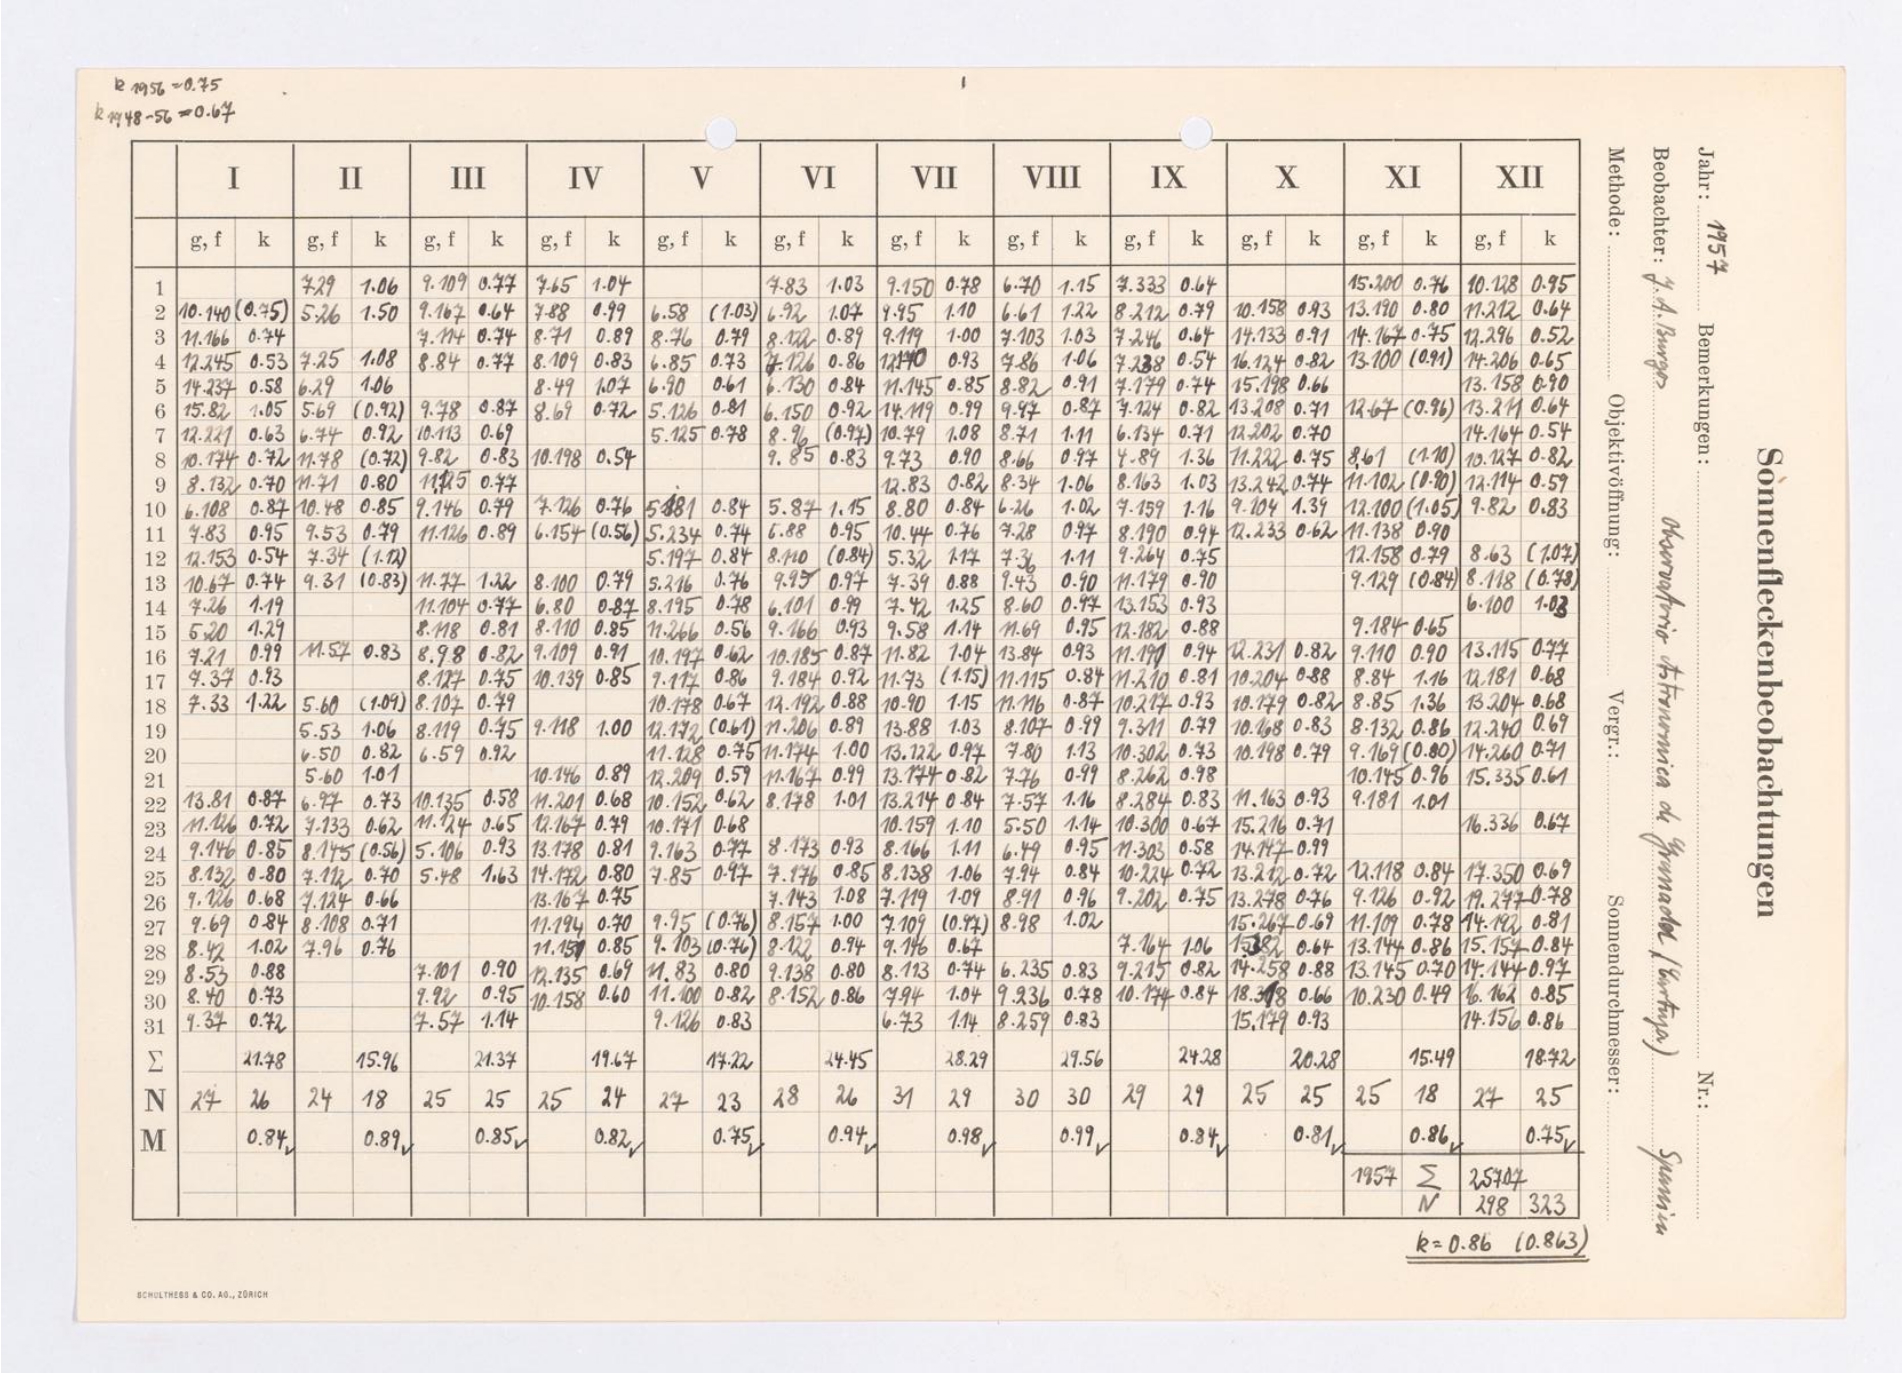 k 1956 = 0.75
k 1948-56 = 0.67
I II III IV V VI VII VIII IX X XI XII
g, f k g, f k g, f k g, f k g, f k g, f k g, f k g, f k g, f k g, f k g, f k g, f k
1 7.29 1.06 9.109 0.77 7.65 1.04 7.83 1.03 9.150 0.78 6.70 1.15 7.333 0.64 15.200 0.76 10.128 0.95
2 10.140 (0.75) 5.26 1.50 9.167 0.64 7.88 0.99 6.58 (1.03) 6.92 1.07 9.95 1.10 6.61 1.22 8.212 0.79 10.158 0.93 13.190 0.80 11.212 0.64
3 11.166 0.74 7.114 0.74 8.71 0.89 8.76 0.79 8.122 0.89 9.119 1.00 7.103 1.03 7.246 0.64 14.133 0.91 14.167 0.75 12.296 0.52
4 12.245 0.53 7.25 1.08 8.84 0.77 8.109 0.83 6.85 0.73 7.126 0.86 0.93 7.86 1.06 7.238 0.54 16.124 0.82 13.100 (0.91) 14.206 0.65
5 14.237 0.58 6.29 1.06 8.49 1.07 6.90 0.61 6.130 0.84 11.145 0.85 8.82 0.91 7.179 0.74 15.198 0.66 13.158 0.90
6 15.82 1.05 5.69 (0.92) 9.78 0.87 8.69 0.72 5.126 0.81 6.150 0.92 14.119 0.99 9.97 0.87 7.124 0.82 13.208 0.71 12.67 (0.96) 13.211 0.64
7 12.221 0.63 6.74 0.92 10.113 0.69 5.125 0.78 8.96 (0.97) 10.79 1.08 8.71 1.11 6.134 0.71 12.202 0.70 14.164 0.54
8 10.174 0.72 11.78 (0.72) 9.82 0.83 10.198 0.54 9.85 0.83 9.73 0.90 8.66 0.97 4.89 1.36 11.222 0.75 8.61 (1.10) 10.127 0.82
9 8.132 0.70 11.71 0.80 11.125 0.77 12.83 0.82 8.34 1.06 8.163 1.03 13.242 0.74 11.102 (0.90) 12.114 0.59
10 6.108 0.87 10.48 0.85 9.146 0.79 7.126 0.76 5.181 0.84 5.87 1.15 8.80 0.84 6.26 1.02 7.159 1.16 9.104 1.39 12.100 (1.05) 9.82 0.83
11 7.83 0.95 9.53 0.79 11.126 0.89 6.154 (0.56) 5.234 0.74 6.88 0.95 10.44 0.76 7.28 0.97 8.190 0.94 12.233 0.62 11.138 0.90
12 12.153 0.54 7.34 (1.12) 5.197 0.84 8.110 (0.84) 5.32 1.17 7.36 1.11 9.264 0.75 12.158 0.79 8.63 (1.07)
13 10.67 0.74 9.31 (0.83) 11.77 1.22 8.100 0.79 5.216 0.76 9.95 0.97 7.39 0.88 9.43 0.90 11.179 0.90 9.129 (0.84) 8.118 (0.78)
14 7.26 1.19 11.104 0.77 6.80 0.87 8.195 0.78 6.101 0.99 7.42 1.25 8.60 0.97 13.153 0.93 6.100 1.03
15 5.20 1.29 8.118 0.81 8.110 0.85 11.266 0.56 9.166 0.93 9.58 1.14 11.69 0.95 12.182 0.88 9.184 0.65
16 7.21 0.99 11.57 0.83 8.98 0.82 9.109 0.91 10.197 0.62 10.185 0.87 11.82 1.04 13.84 0.93 11.191 0.94 12.231 0.82 9.110 0.90 13.115 0.77
17 7.37 0.93 8.127 0.75 10.139 0.85 9.117 0.86 9.184 0.92 11.73 (1.15) 11.115 0.84 11.210 0.81 10.204 0.88 8.84 1.16 12.181 0.68
18 7.33 1.22 5.60 (1.09) 8.107 0.79 10.178 0.67 12.192 0.88 10.90 1.15 11.116 0.87 10.217 0.93 10.179 0.82 8.85 1.36 13.204 0.68
19 5.53 1.06 8.119 0.75 9.118 1.00 12.172 (0.61) 11.206 0.89 13.88 1.03 8.107 0.99 9.311 0.79 10.168 0.83 8.132 0.86 12.240 0.69
20 6.50 0.82 6.59 0.92 11.128 0.75 11.174 1.00 13.122 0.97 7.80 1.13 10.302 0.73 10.198 0.79 9.169 (0.80) 14.260 0.71
21 5.60 1.01 10.146 0.89 12.209 0.59 11.167 0.99 13.174 0.82 7.76 0.99 8.262 0.98 10.145 0.96 15.335 0.61
22 13.81 0.87 6.97 0.73 10.135 0.58 11.201 0.68 10.152 0.62 8.178 1.01 13.214 0.84 7.57 1.16 8.284 0.83 11.163 0.93 9.181 1.01
23 11.126 0.72 7.133 0.62 11.124 0.65 12.167 0.79 10.171 0.68 10.159 1.10 5.50 1.14 10.300 0.67 15.216 0.71 16.336 0.67
24 9.146 0.85 8.145 (0.56) 5.106 0.93 13.178 0.81 9.163 0.77 8.173 0.93 8.166 1.11 6.49 0.95 11.303 0.58 14.147 0.99
25 8.132 0.80 7.112 0.70 5.48 1.63 14.172 0.80 7.85 0.97 7.176 0.85 8.138 1.06 7.94 0.84 10.224 0.72 13.212 0.72 12.118 0.84 17.350 0.69
26 9.126 0.68 7.124 0.66 13.167 0.75 7.143 1.08 7.119 1.09 8.91 0.96 9.202 0.75 13.278 0.76 9.126 0.92 19.277 0.78
27 9.69 0.84 8.108 0.71 11.194 0.70 9.95 (0.76) 8.157 1.00 7.109 (0.97) 8.98 1.02 15.267 0.69 11.109 0.78 14.192 0.81
28 8.42 1.02 7.96 0.76 11.151 0.85 9.103 (0.76) 8.122 0.94 9.146 0.67 7.164 1.06 0.64 13.144 0.86 15.157 0.84
29 8.53 0.88 7.101 0.90 12.135 0.69 11.83 0.80 9.138 0.80 8.113 0.74 6.235 0.83 9.215 0.82 14.258 0.88 13.145 0.70 14.144 0.97
30 8.40 0.73 9.92 0.95 10.158 0.60 11.100 0.82 8.152 0.86 7.94 1.04 9.236 0.78 10.174 0.84 18.318 0.66 10.230 0.49 16.162 0.85
31 9.37 0.72 7.57 1.14 9.126 0.83 6.73 1.14 8.259 0.83 15.179 0.93 14.156 0.86
Σ 21.78 15.96 21.37 19.67 17.22 24.45 28.29 29.56 24.28 20.28 15.49 18.72
N 27 26 24 18 25 25 25 24 27 23 28 26 31 29 30 30 29 29 25 25 25 18 27 25
M 0.84 0.89 0.85 0.82 0.75 0.94 0.98 0.99 0.84 0.81 0.86 0.75
1957 Σ 257.07
N 298 323
k = 0.86 (0.863)
SCHULTHESS & CO. AG., ZÜRICH
Sonnenfleckenbeobachtungen
Jahr: 1957 Bemerkungen: Nr.:
Beobachter: J. A. Burgos Observatorio Astronomico de Granada (Cartuja) Spanien
Methode: Objektivöffnung: Vergr.: Sonnendurchmesser: